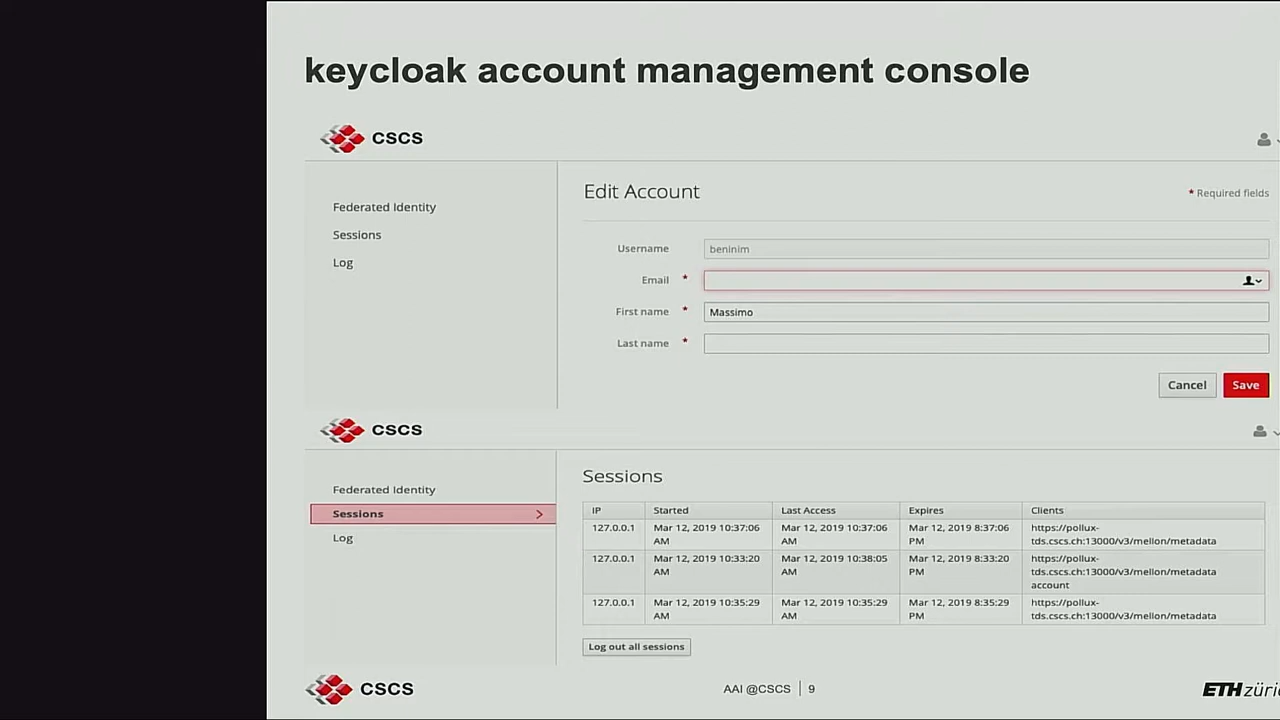 keycloak account management console
CSCS
Federated Identity
Sessions
Log
Edit Account
* Required fields
Username beninim
Email *
First name * Massimo
Last name *
Cancel Save
CSCS
Federated Identity
Sessions
Log
Sessions
IP Started Last Access Expires Clients
127.0.0.1 Mar 12, 2019 10:37:06 AM Mar 12, 2019 10:37:06 AM Mar 12, 2019 8:37:06 PM https://pollux-tds.cscs.ch:13000/v3/mellon/metadata
127.0.0.1 Mar 12, 2019 10:33:20 AM Mar 12, 2019 10:38:05 AM Mar 12, 2019 8:33:20 PM https://pollux-tds.cscs.ch:13000/v3/mellon/metadata account
127.0.0.1 Mar 12, 2019 10:35:29 AM Mar 12, 2019 10:35:29 AM Mar 12, 2019 8:35:29 PM https://pollux-tds.cscs.ch:13000/v3/mellon/metadata
Log out all sessions
CSCS
AAI @CSCS | 9
ETH züri